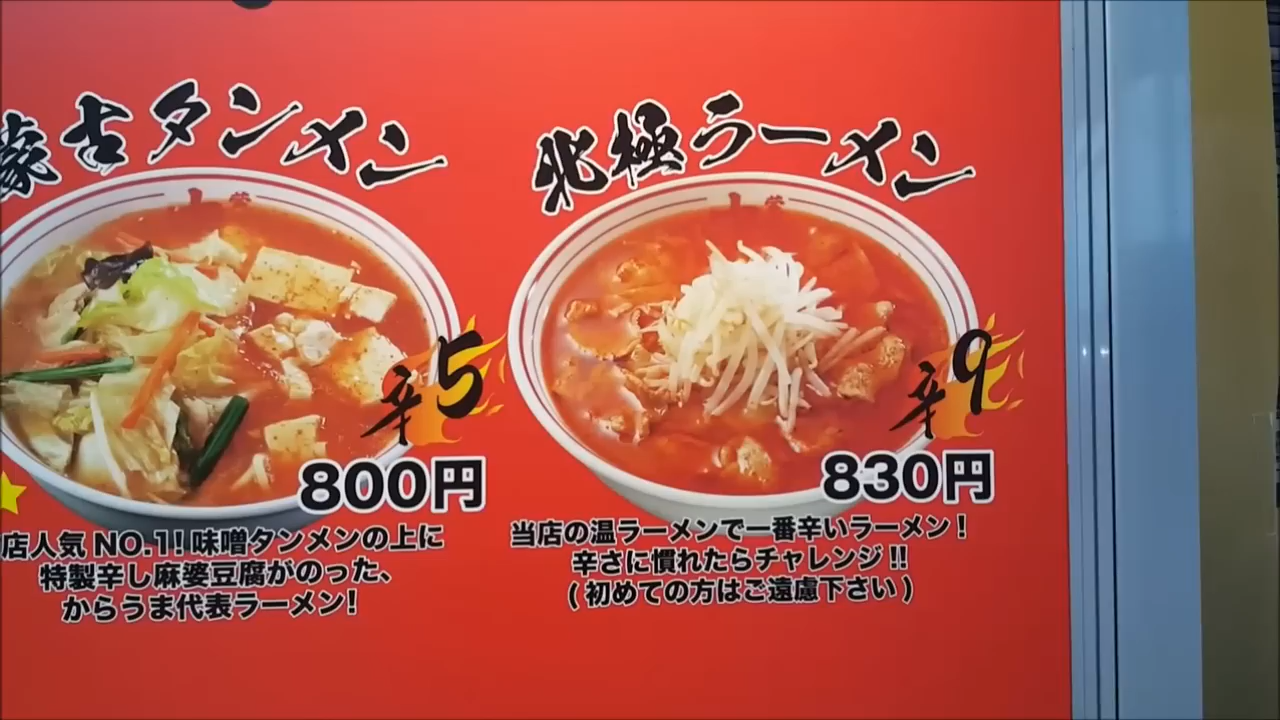 蒙古タンメン
辛5
800円
店人気 NO.1! 味噌タンメンの上に
特製辛し麻婆豆腐がのった、
からうま代表ラーメン!
北極ラーメン
辛9
830円
当店の温ラーメンで一番辛いラーメン!
辛さに慣れたらチャレンジ!!
(初めての方はご遠慮下さい)